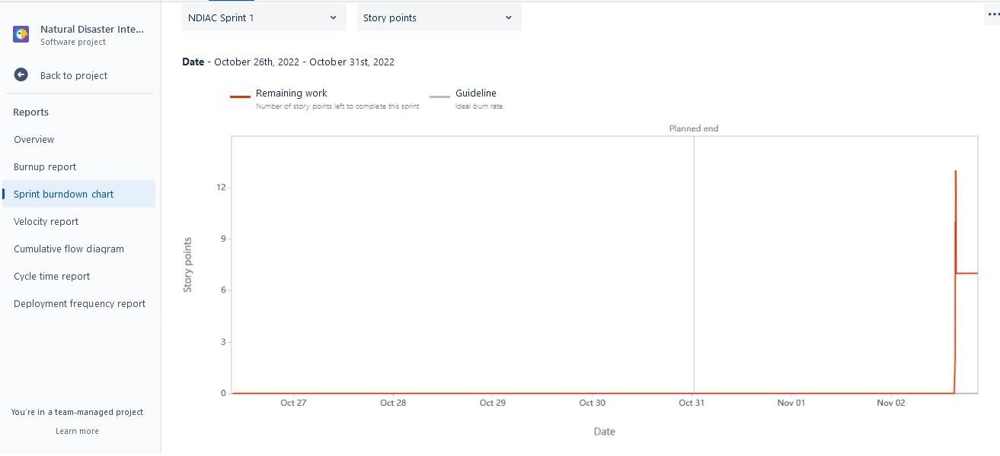 Natural Disaster Inte...
Software project
Back to project
Reports
Overview
Burnup report
Sprint burndown chart
Velocity report
Cumulative flow diagram
Cycle time report
Deployment frequency report
You're in a team-managed project
Learn more
NDIAC Sprint 1
Story points
Date - October 26th, 2022 - October 31st, 2022
Remaining work
Number of story points left to complete this sprint
Guideline
Ideal burn rate
Planned end
Story points
12
9
6
3
0
Oct 27 Oct 28 Oct 29 Oct 30 Oct 31 Nov 01 Nov 02
Date